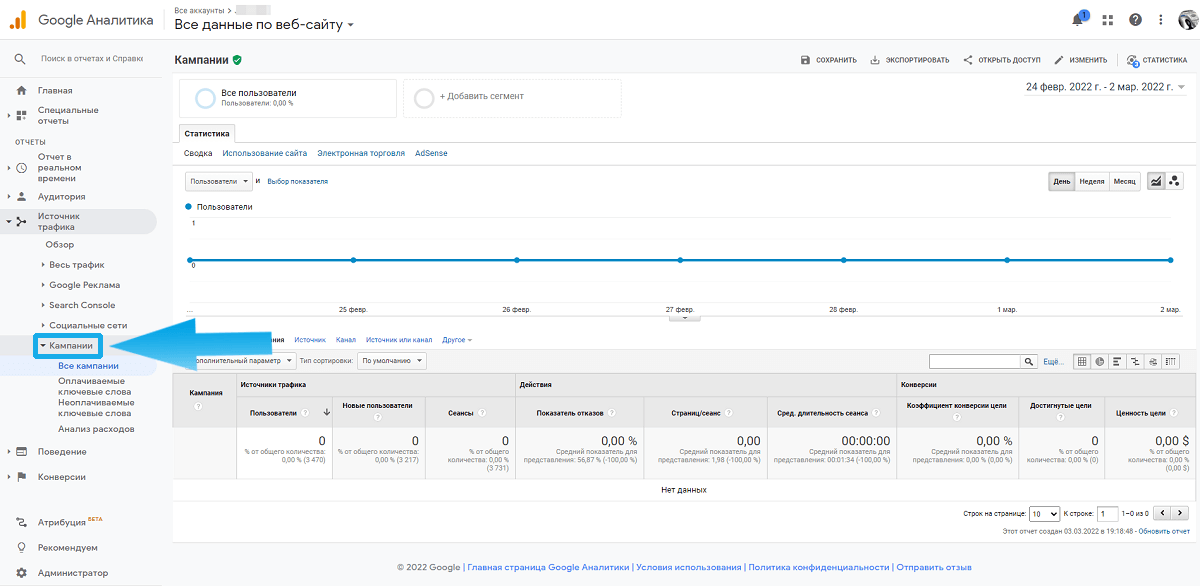 Google Аналитика
Все аккаунты >
Все данные по веб-сайту
1
Поиск в отчетах и Справке
Главная
Специальные
отчеты
ОТЧЕТЫ
Отчет в
реальном
времени
Аудитория
Источник
трафика
Обзор
Весь трафик
Google Реклама
Search Console
Социальные сети
Кампании
Все кампании
Оплачиваемые
ключевые слова
Неоплачиваемые
ключевые слова
Анализ расходов
Поведение
Конверсии
Атрибуция БЕТА
Рекомендуем
Администратор
Кампании
СОХРАНИТЬ
ЭКСПОРТИРОВАТЬ
ОТКРЫТЬ ДОСТУП
ИЗМЕНИТЬ
3
СТАТИСТИКА
Все пользователи
Пользователи: 0,00 %
+ Добавить сегмент
24 февр. 2022 г. - 2 мар. 2022 г.
Статистика
Сводка Использование сайта Электронная торговля AdSense
Пользователи и Выбор показателя
День Неделя Месяц
Пользователи
1
0
... 25 февр. 26 февр. 27 февр. 28 февр. 1 мар. 2 мар.
Источник Канал Источник или канал Другое
ополнительный параметр Тип сортировки: По умолчанию
Ещё...
Кампания ?
Источники трафика
Действия
Конверсии
Пользователи ?
Новые пользователи ?
Сеансы ?
Показатель отказов ?
Страниц/сеанс ?
Сред. длительность сеанса ?
Коэффициент конверсии цели ?
Достигнутые цели ?
Ценность цели ?
0
% от общего количества:
0,00 % (3 470)
0
% от общего количества:
0,00 % (3 217)
0
% от общего
количества: 0,00 %
(3 731)
0,00 %
Средний показатель для
представления: 56,87 % (-100,00 %)
0,00
Средний показатель для
представления: 1,98 (-100,00 %)
00:00:00
Средний показатель для
представления: 00:01:34 (-100,00 %)
0,00 %
Средний показатель для
представления: 0,00 % (0,00 %)
0
% от общего
количества: 0,00 % (0)
0,00 $
% от общего
количества: 0,00 %
(0,00 $)
Нет данных
Строк на странице: 10 К строке: 1 1–0 из 0
Этот отчет создан 03.03.2022 в 19:18:48 - Обновить отчет
© 2022 Google | Главная страница Google Аналитики | Условия использования | Политика конфиденциальности | Отправить отзыв